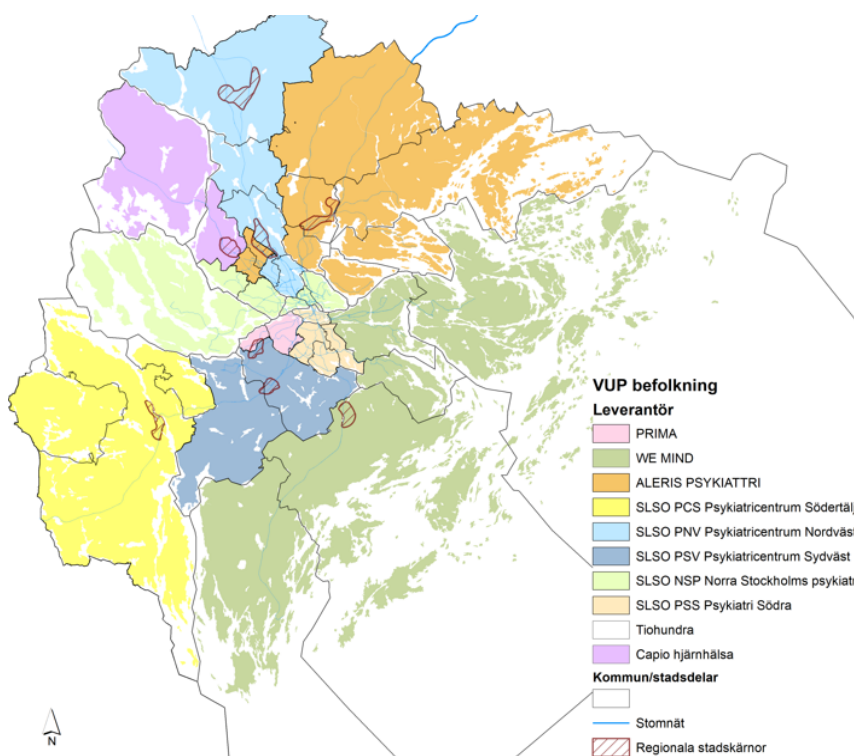 VUP befolkning
Leverantör
PRIMA
WE MIND
ALERIS PSYKIATTRI
SLSO PCS Psykiatricentrum Södertälj
SLSO PNV Psykiatricentrum Nordväst
SLSO PSV Psykiatricentrum Sydväst
SLSO NSP Norra Stockholms psykiatr
SLSO PSS Psykiatri Södra
Tiohundra
Capio hjärnhälsa
Kommun/stadsdelar
Stomnät
Regionala stadskärnor
N